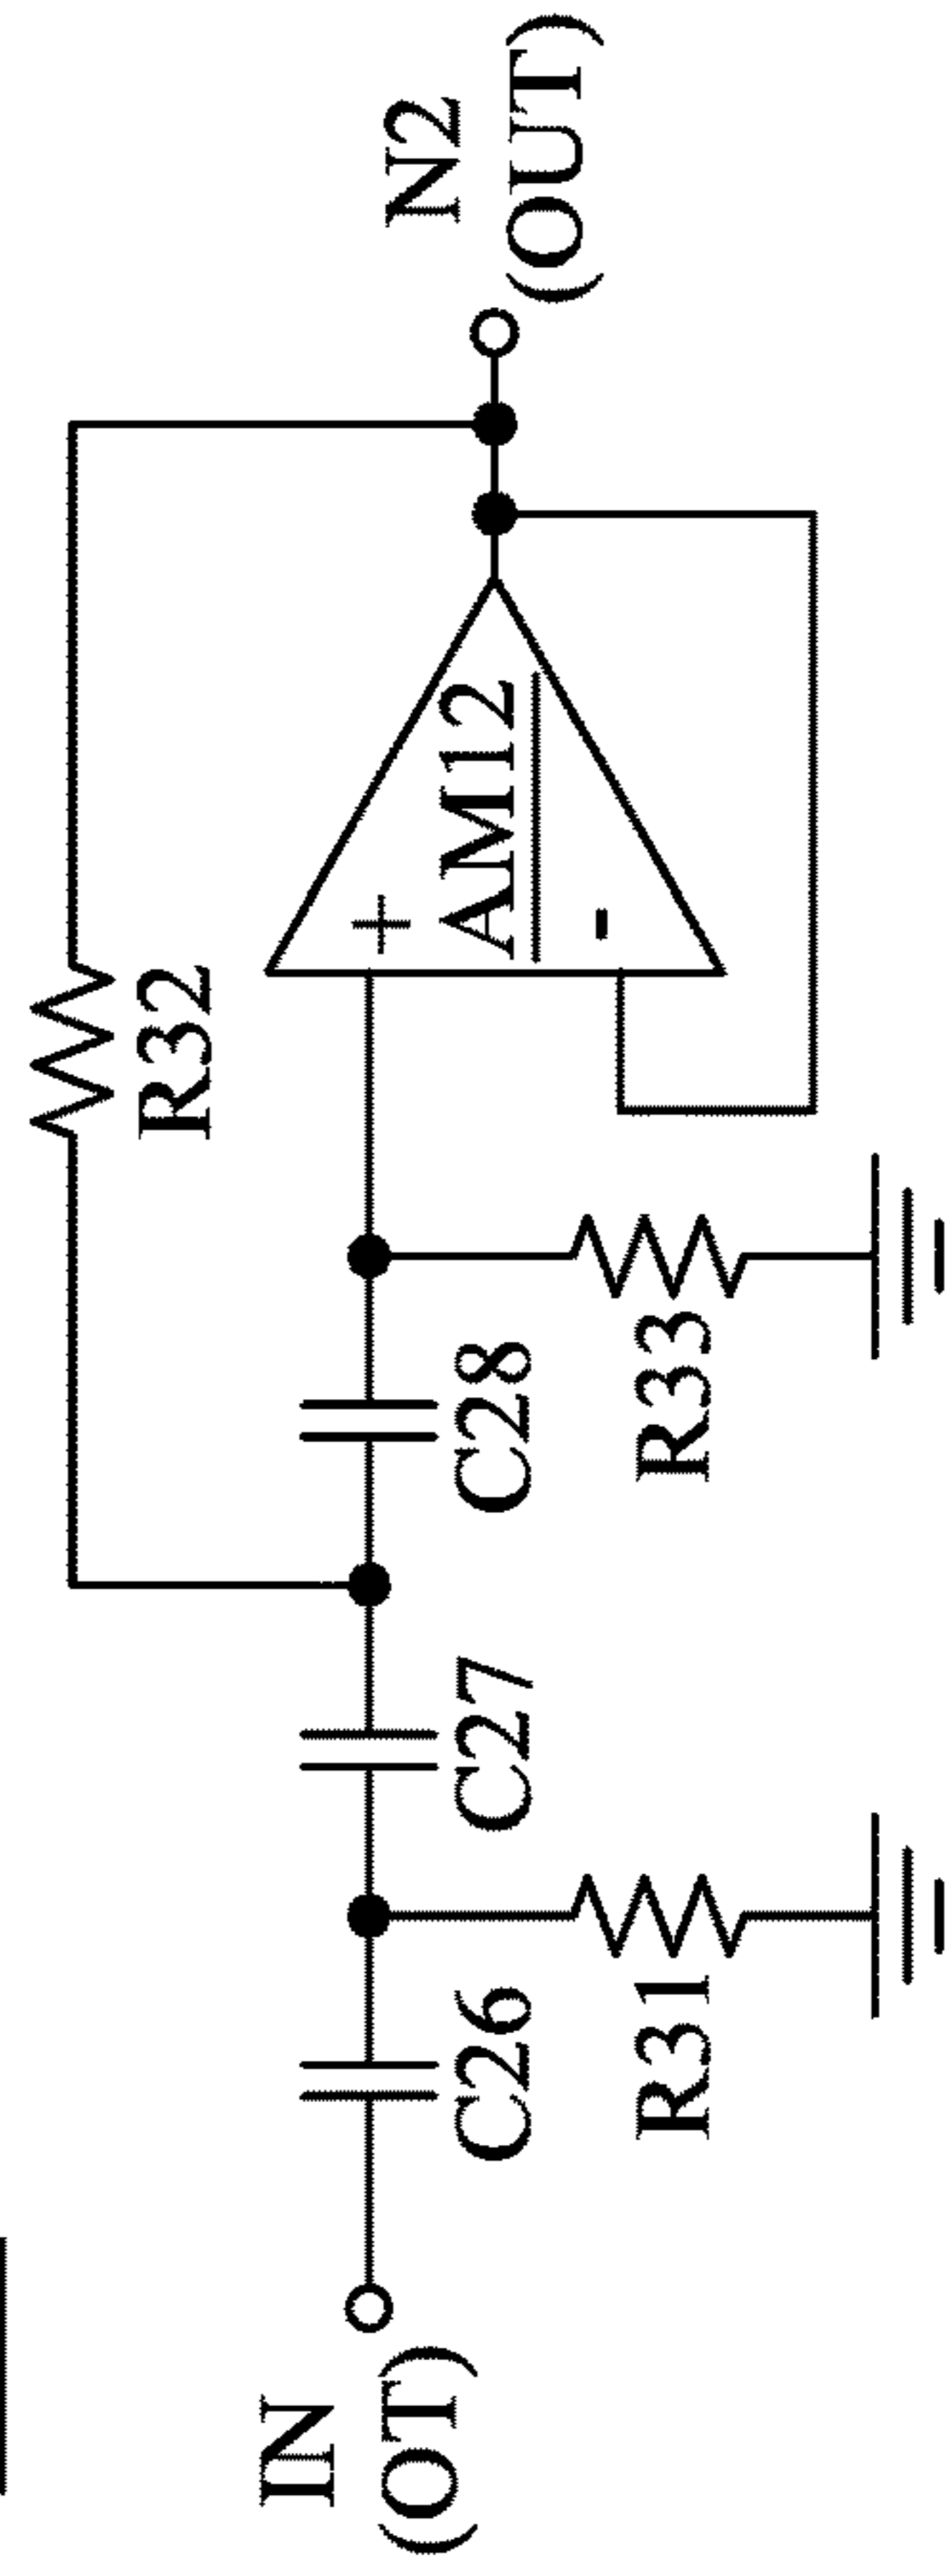 R32
IN
(OT)
C26
C27
C28
+
AM12
-
N2
(OUT)
R31
R33